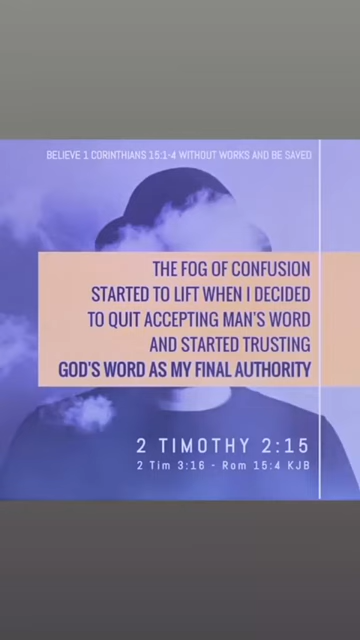 BELIEVE 1 CORINTHIANS 15:1-4 WITHOUT WORKS AND BE SAVED
THE FOG OF CONFUSION
STARTED TO LIFT WHEN I DECIDED
TO QUIT ACCEPTING MAN'S WORD
AND STARTED TRUSTING
GOD'S WORD AS MY FINAL AUTHORITY
2 TIMOTHY 2:15
2 Tim 3:16 - Rom 15:4 KJB